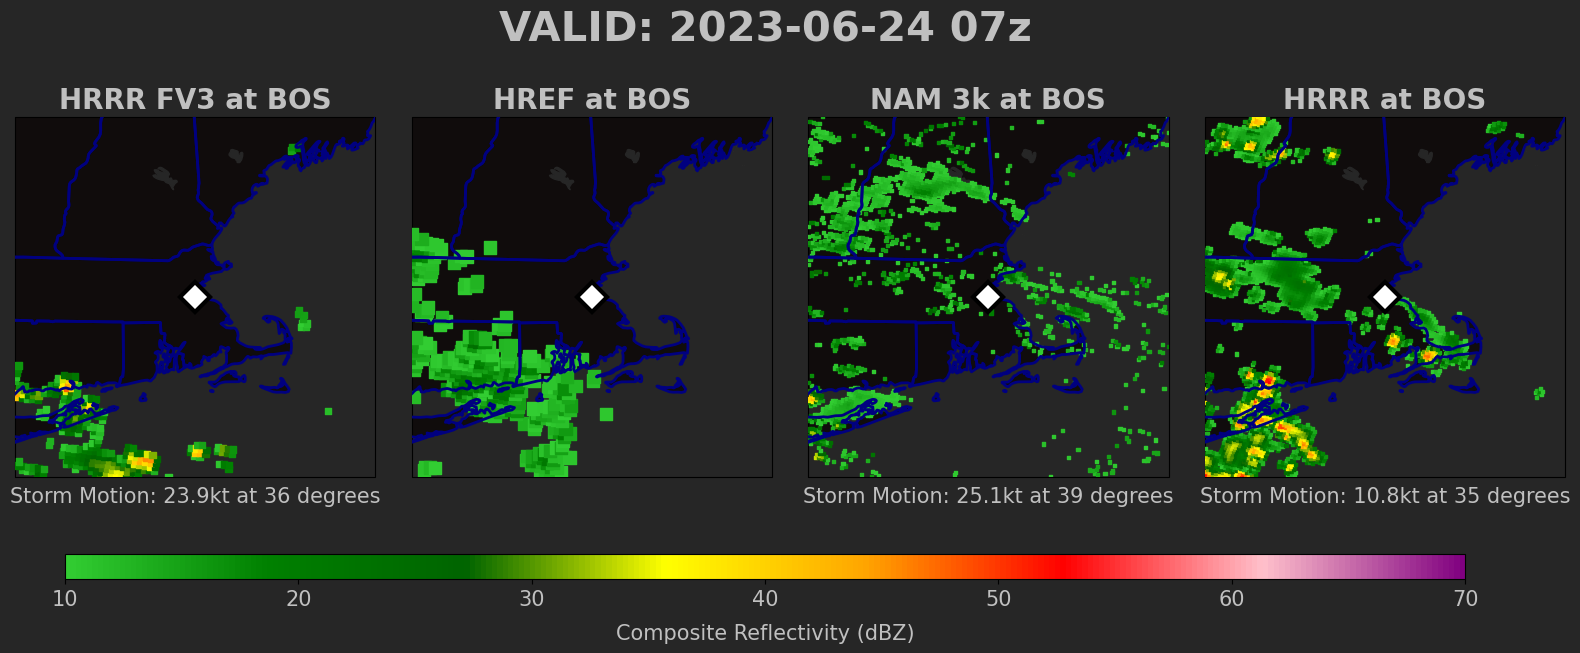 VALID: 2023-06-24 07z
HRRR FV3 at BOS
HREF at BOS
NAM 3k at BOS
HRRR at BOS
Storm Motion: 23.9kt at 36 degrees
Storm Motion: 25.1kt at 39 degrees
Storm Motion: 10.8kt at 35 degrees
10 20 30 40 50 60 70
Composite Reflectivity (dBZ)